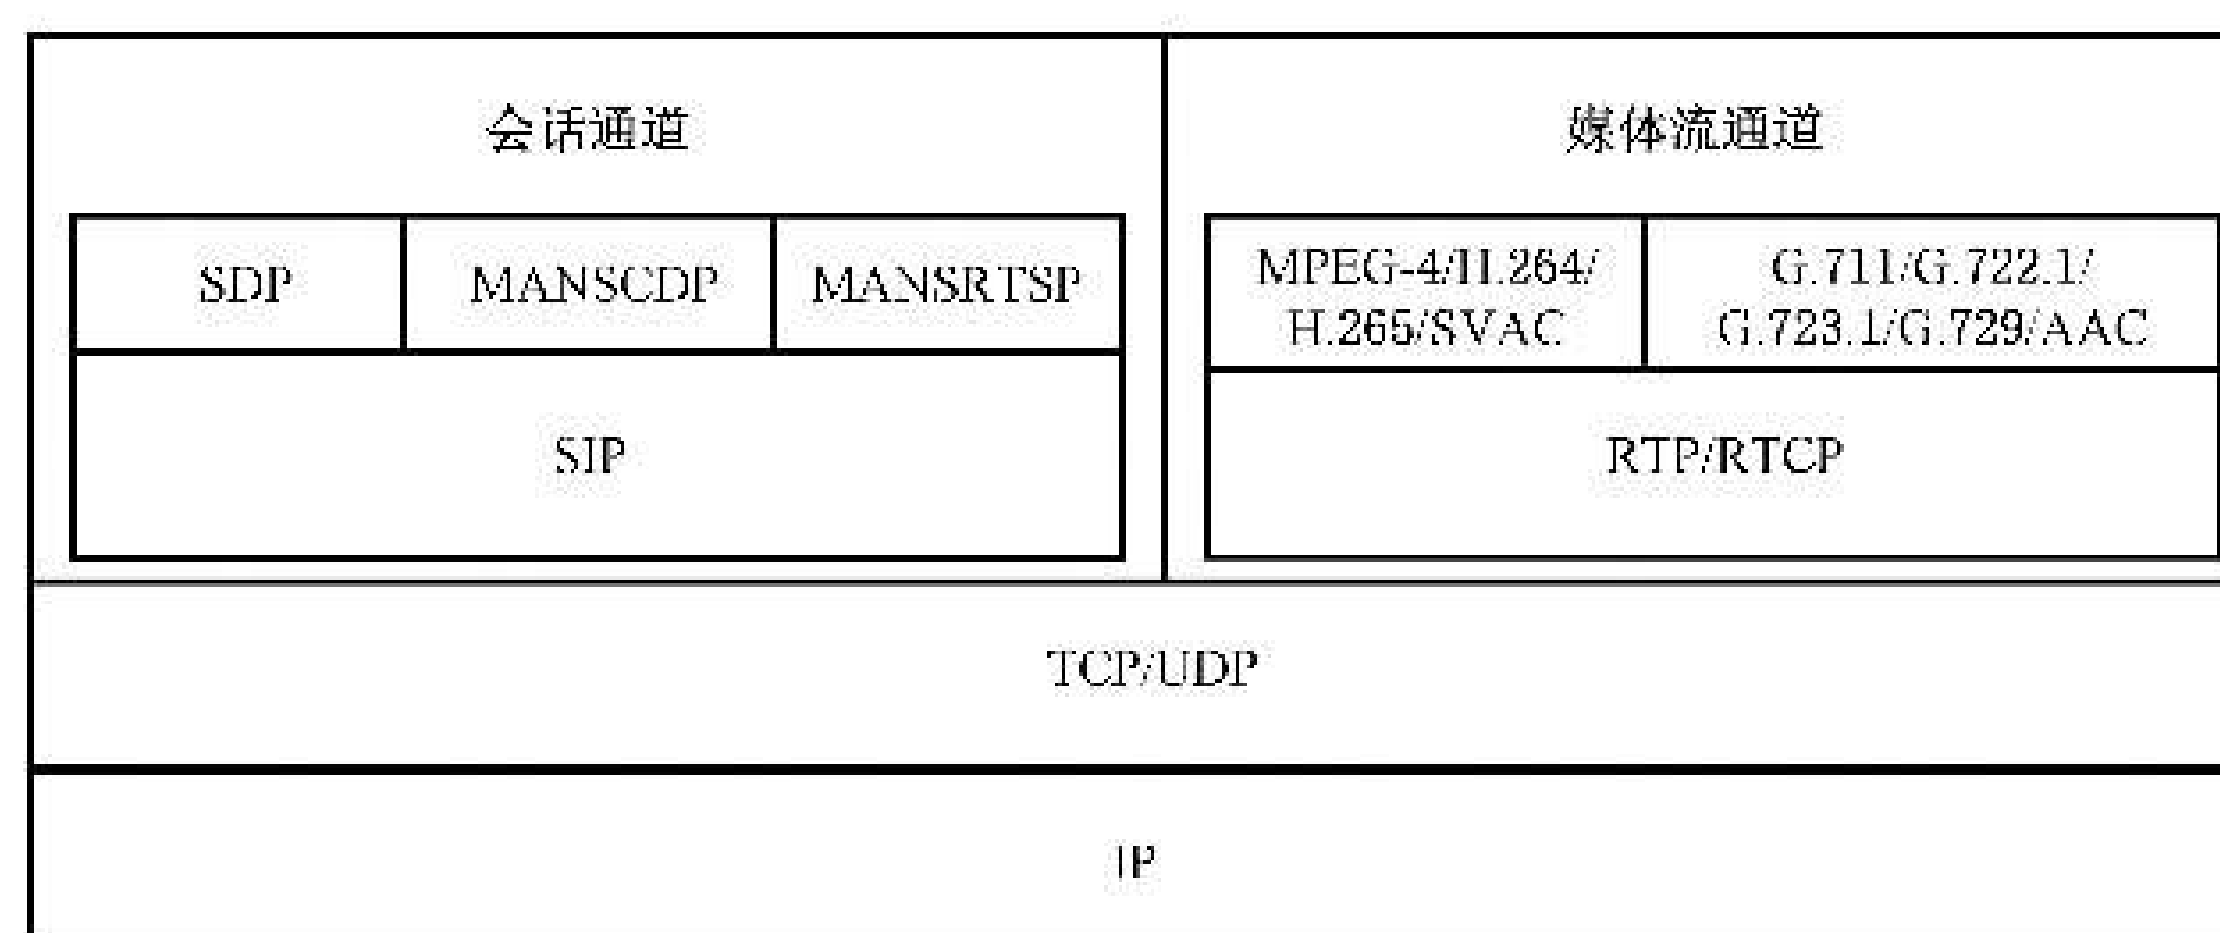 会话通道
媒体流通道
SDP
MANSCDP
MANSRTSP
MPEG-4/H.264/
H.265/SVAC
G.711/G.722.1/
G.723.1/G.729/AAC
SIP
RTP/RTCP
TCP/UDP
IP